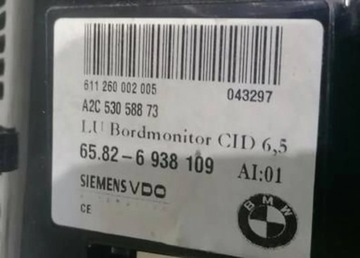 611 260 002 005
043297
A2C 530 588 73
LU Bordmonitor CID 6,5
65.82-6 938 109
AI:01
SIEMENS VDO
CE
BMW